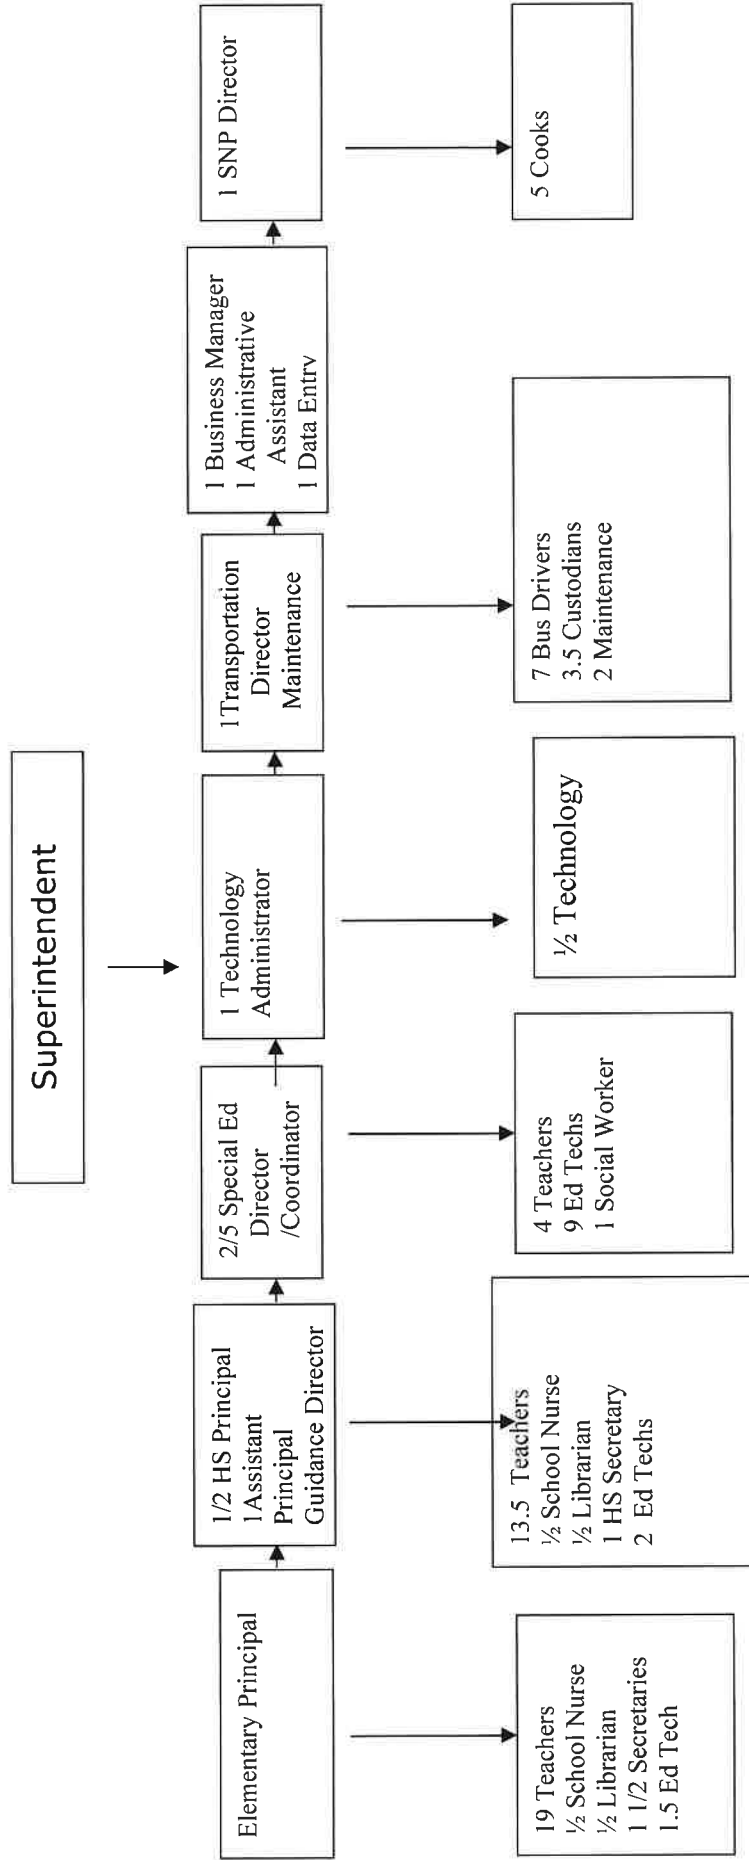 Superintendent
Elementary Principal
1/2 HS Principal
1Assistant
Principal
Guidance Director
2/5 Special Ed
Director
/Coordinator
1 Technology
Administrator
1Transportation
Director
Maintenance
1 Business Manager
1 Administrative
Assistant
1 Data Entry
1 SNP Director
19 Teachers
½ School Nurse
½ Librarian
1 1/2 Secretaries
1.5 Ed Tech
13.5 Teachers
½ School Nurse
½ Librarian
1 HS Secretary
2 Ed Techs
4 Teachers
9 Ed Techs
1 Social Worker
½ Technology
7 Bus Drivers
3.5 Custodians
2 Maintenance
5 Cooks